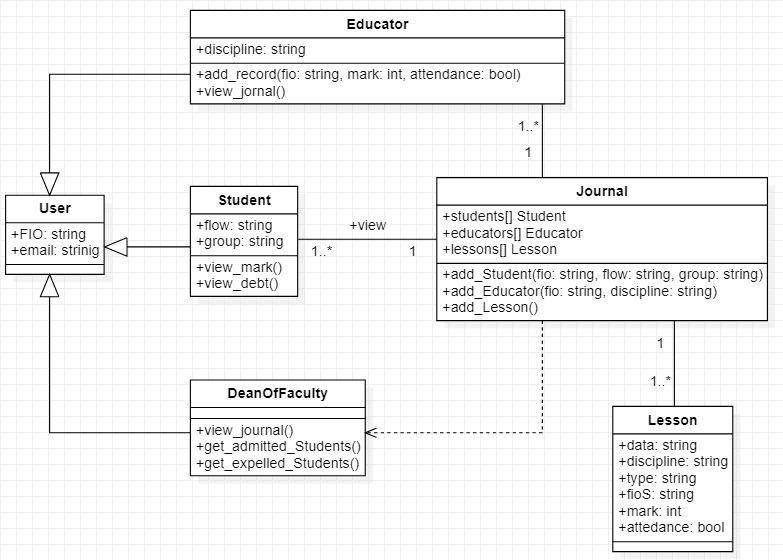 Educator
+discipline: string
+add_record(fio: string, mark: int, attendance: bool)
+view_jornal()
1..*
1
User
+FIO: string
+email: strinig
Student
+flow: string
+group: string
+view_mark()
+view_debt()
+view
1..*
1
Journal
+students[] Student
+educators[] Educator
+lessons[] Lesson
+add_Student(fio: string, flow: string, group: string)
+add_Educator(fio: string, discipline: string)
+add_Lesson()
1
1..*
DeanOfFaculty
+view_journal()
+get_admitted_Students()
+get_expelled_Students()
Lesson
+data: string
+discipline: string
+type: string
+fioS: string
+mark: int
+attedance: bool